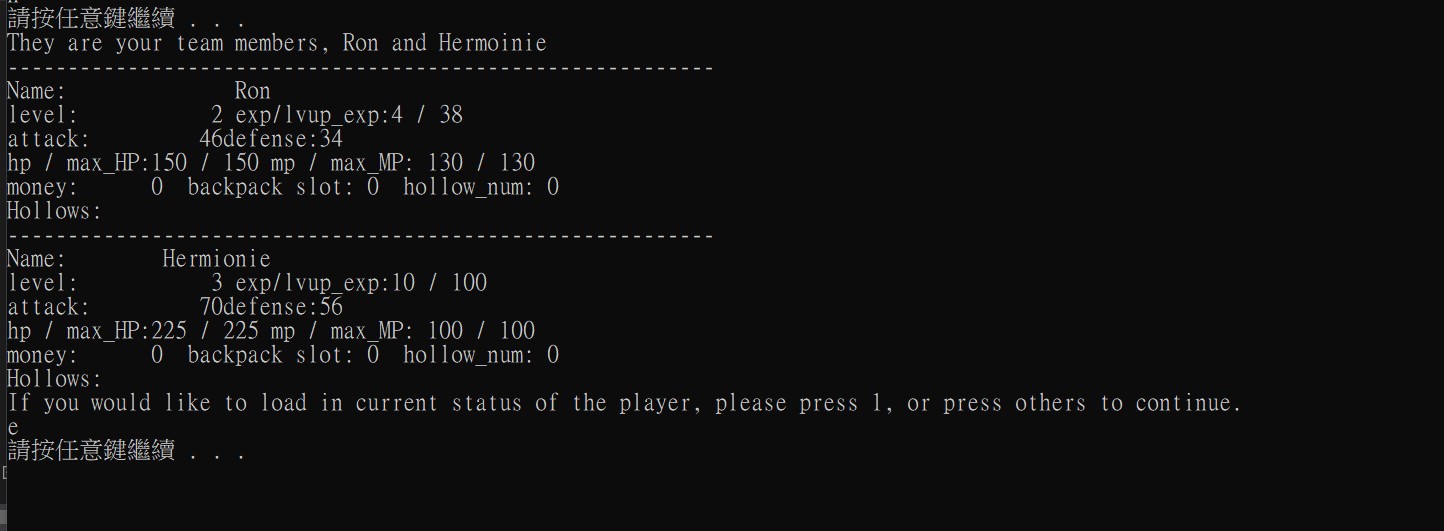 請按任意鍵繼續 . . .
They are your team members, Ron and Hermoinie
-----------------------------------------------------------
Name:              Ron
level:           2 exp/lvup_exp:4 / 38
attack:         46defense:34
hp / max_HP:150 / 150 mp / max_MP: 130 / 130
money:      0  backpack slot: 0  hollow_num: 0
Hollows:
-----------------------------------------------------------
Name:        Hermionie
level:           3 exp/lvup_exp:10 / 100
attack:         70defense:56
hp / max_HP:225 / 225 mp / max_MP: 100 / 100
money:      0  backpack slot: 0  hollow_num: 0
Hollows:
If you would like to load in current status of the player, please press 1, or press others to continue.
e
請按任意鍵繼續 . . .